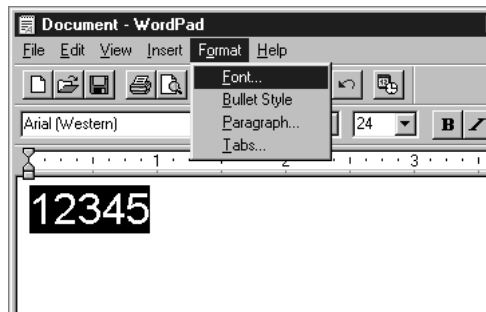 Document - WordPad
File Edit View Insert Format Help
Font...
Bullet Style
Paragraph...
Tabs...
Arial (Western) 24 B I
1 2 3
12345